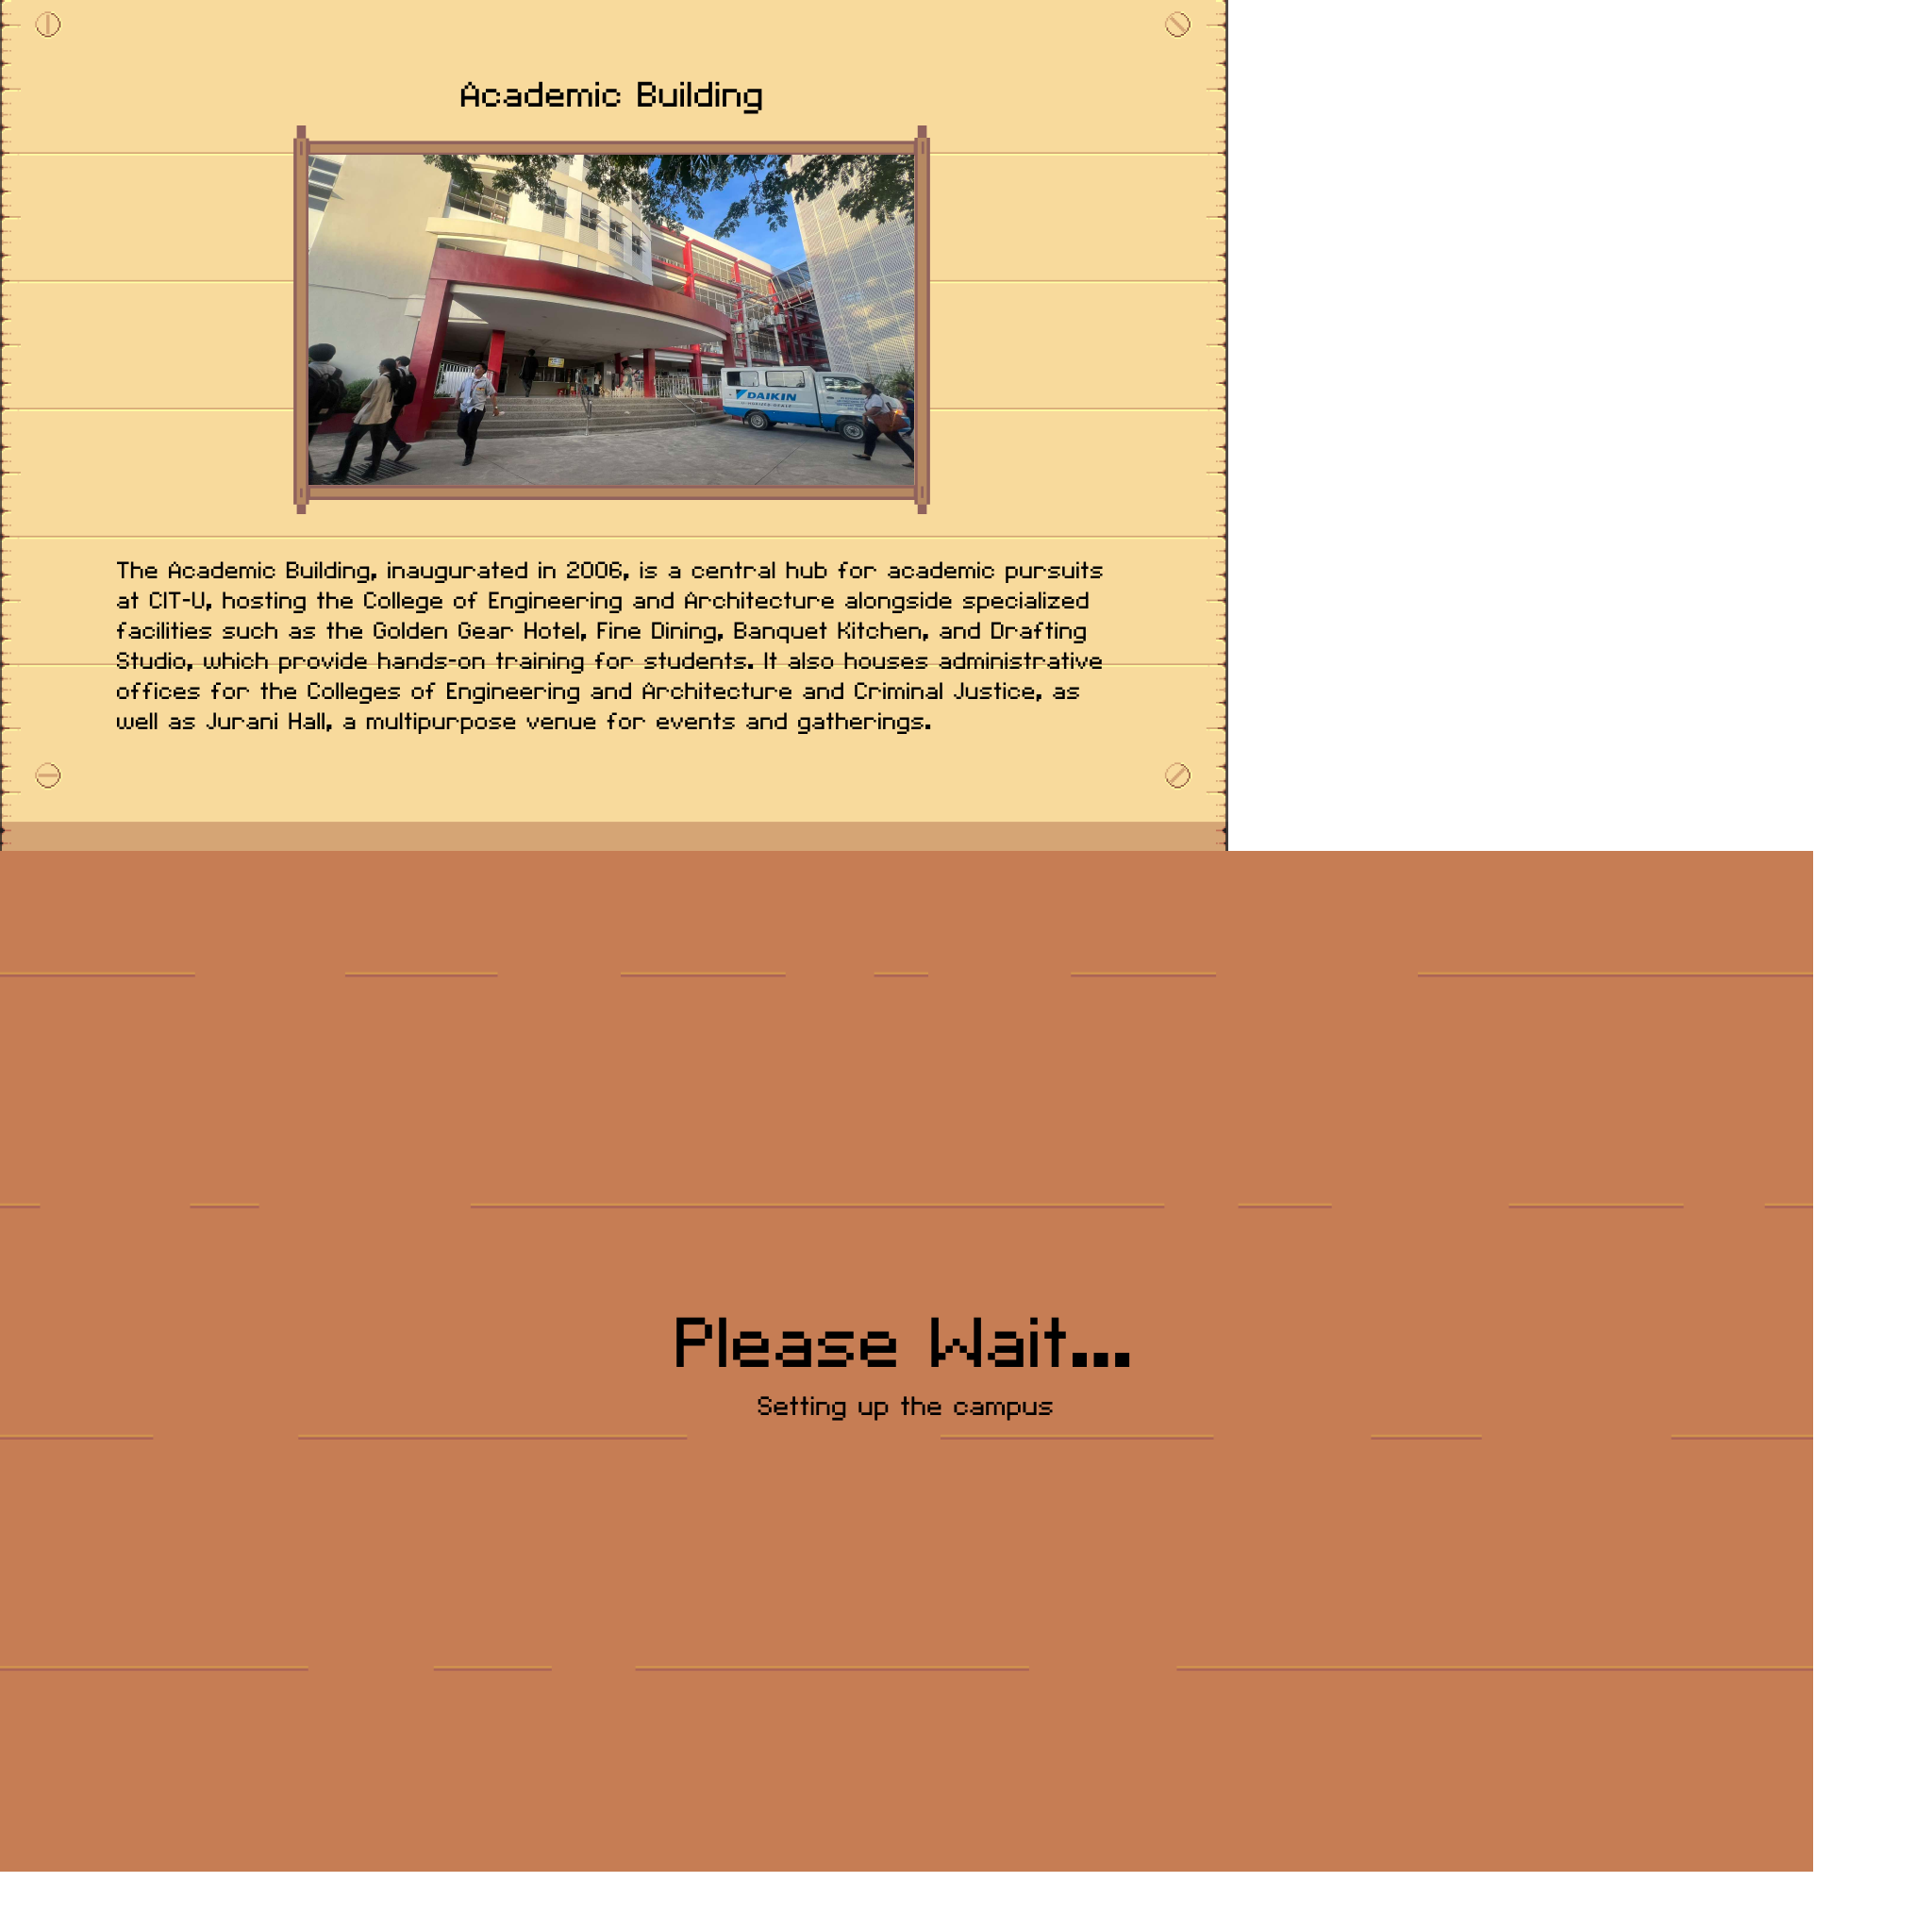 Academic Building
DAIKIN
The Academic Building, inaugurated in 2006, is a central hub for academic pursuits
at CIT-U, hosting the College of Engineering and Architecture alongside specialized
facilities such as the Golden Gear Hotel, Fine Dining, Banquet Kitchen, and Drafting
Studio, which provide hands-on training for students. It also houses administrative
offices for the Colleges of Engineering and Architecture and Criminal Justice, as
well as Jurani Hall, a multipurpose venue for events and gatherings.
Please Wait...
Setting up the campus